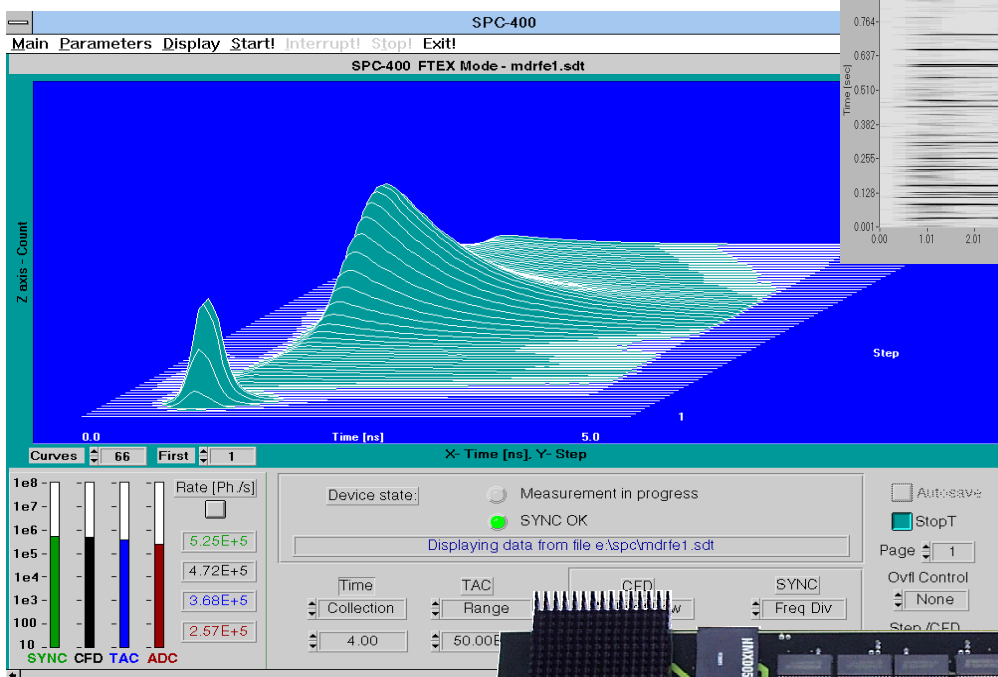 SPC-400
Main Parameters Display Start! Interrupt! Stop! Exit!
SPC-400 FTEX Mode - mdrfe1.sdt
Z axis - Count
Step
1
0.0 Time [ns] 5.0
Curves 66 First 1 X- Time [ns], Y- Step
0.764-
0.637-
0.510-
0.382-
0.255-
0.128-
0.001-
Time [sec]
0.00 1.01 2.01
1e8
1e7
1e6
1e5
1e4
1e3
100
10
SYNC CFD TAC ADC
Rate [Ph./s]
5.25E+5
4.72E+5
3.68E+5
2.57E+5
Device state:
Measurement in progress
SYNC OK
Displaying data from file e:\spc\mdrfe1.sdt
Time TAC CFD SYNC
Collection Range Freq Div
4.00
Autosave
StopT
Page 1
Ovfl Control
None